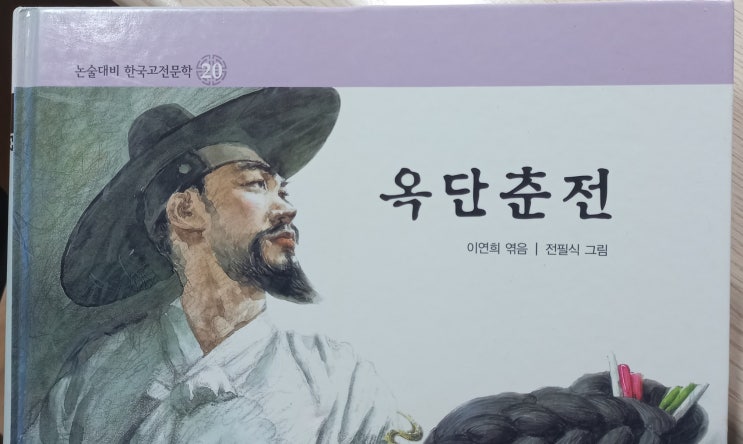 논술대비 한국고전문학 20
옥단춘전
이연희 엮음 | 전필식 그림